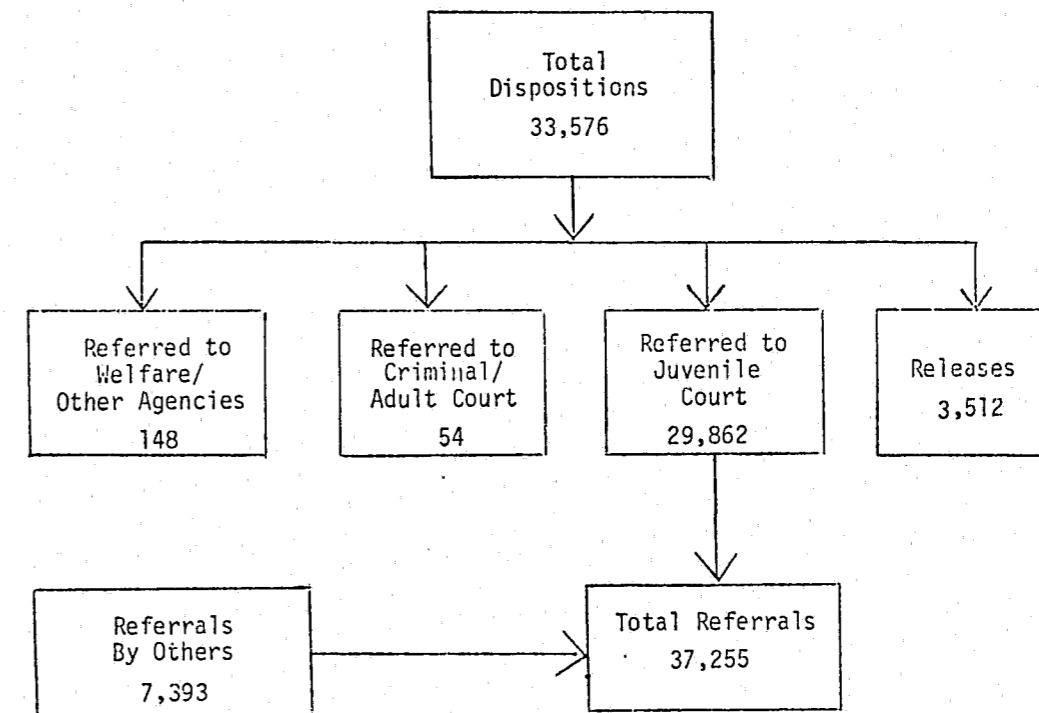 Total
Dispositions
33,576
Referred to
Welfare/
Other Agencies
148
Referred to
Criminal/
Adult Court
54
Referred to
Juvenile
Court
29,862
Releases
3,512
Referrals
By Others
7,393
Total Referrals
37,255